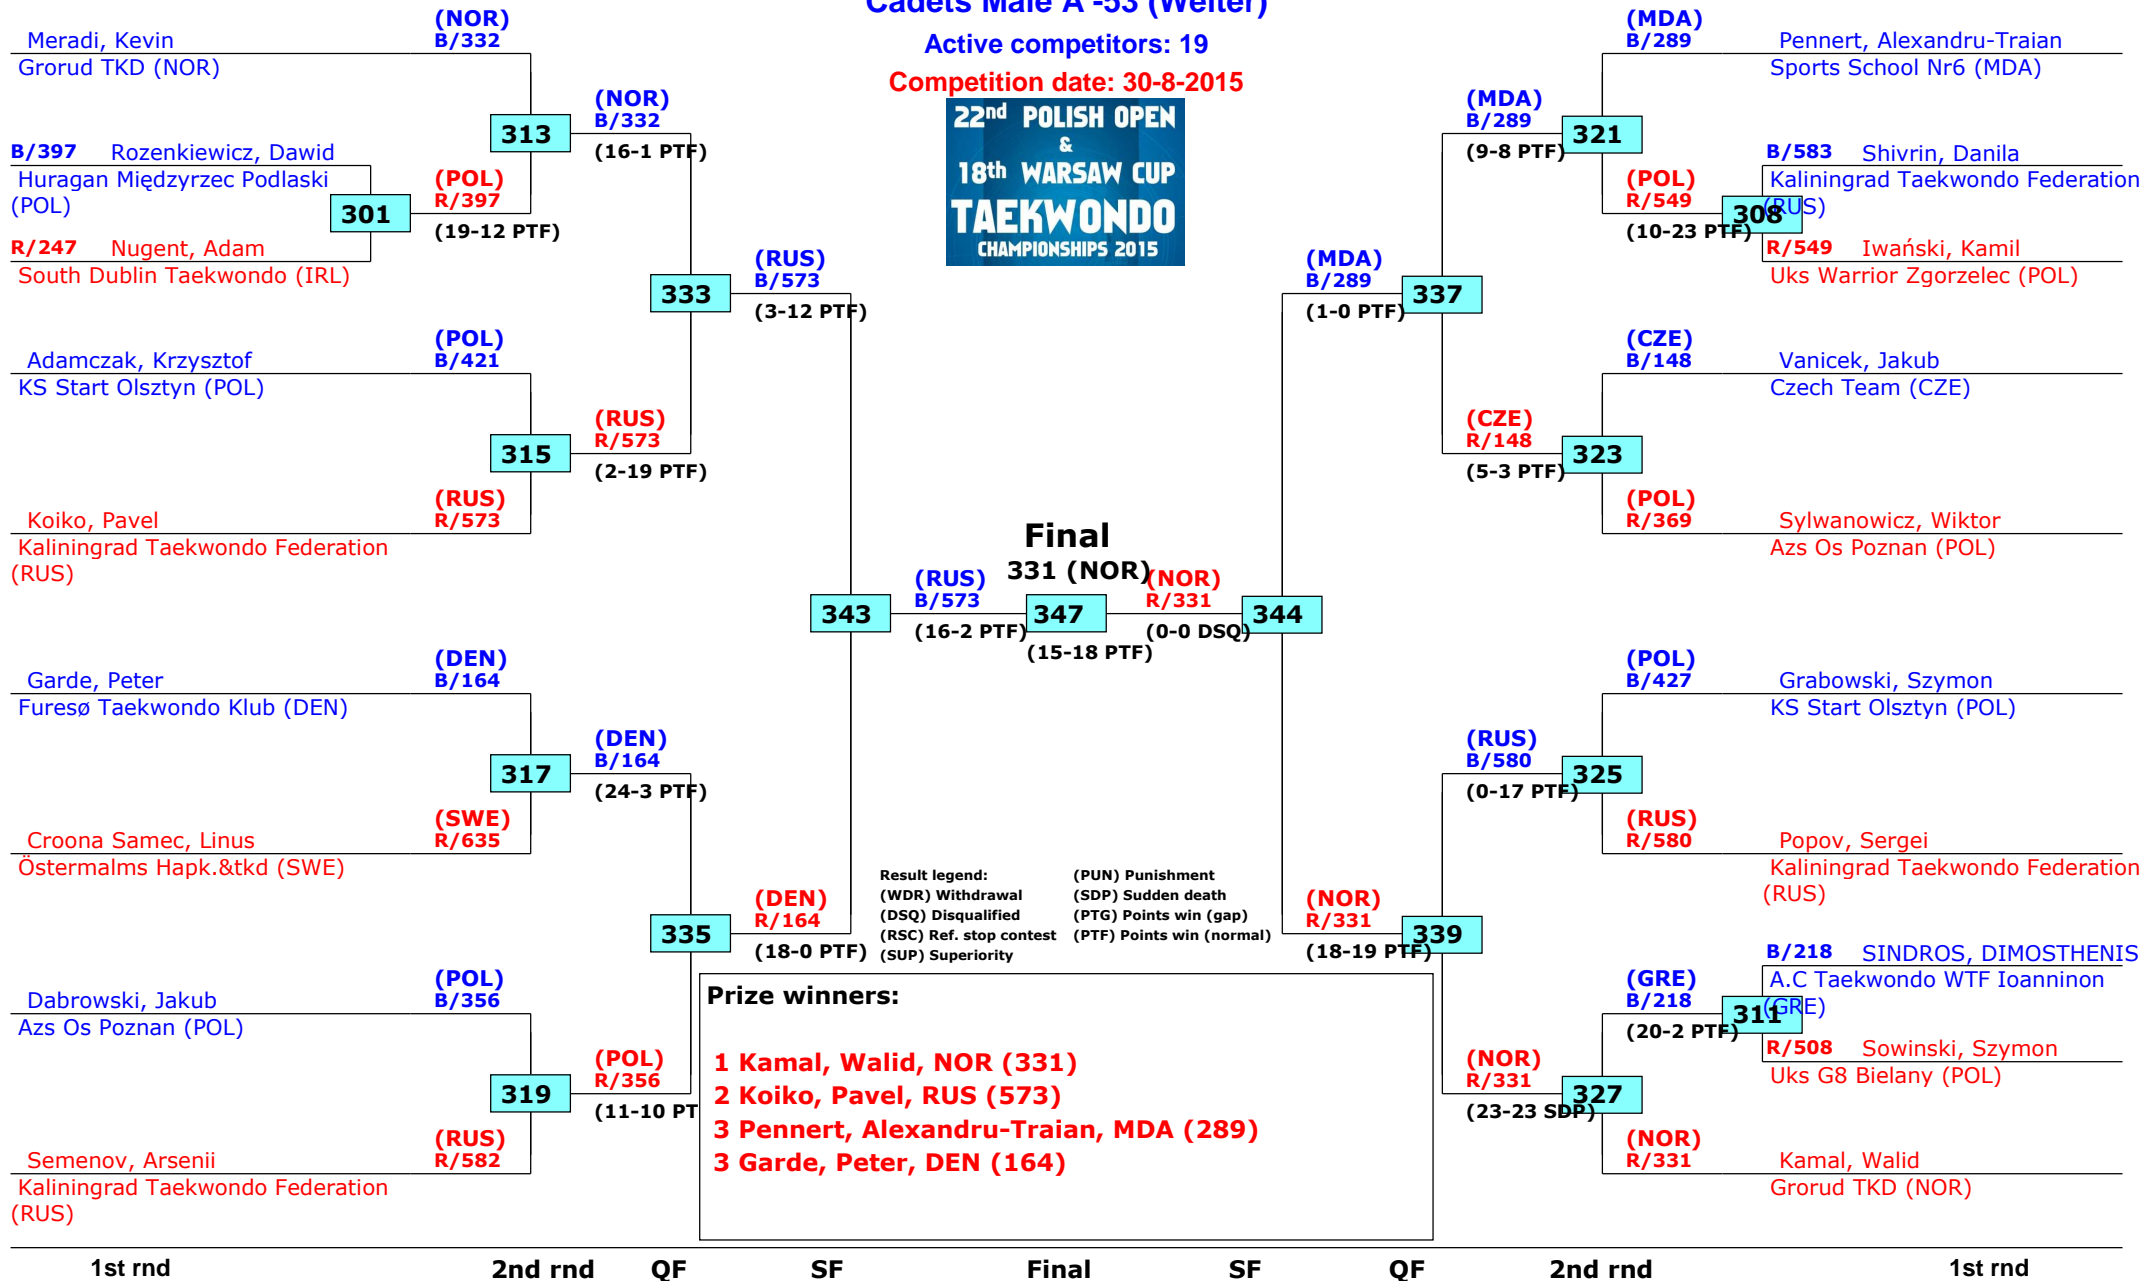 Cadets Male A -53 (Welter)
Active competitors: 19
Competition date: 30-8-2015
22nd POLISH OPEN
&
18th WARSAW CUP
TAEKWONDO
CHAMPIONSHIPS 2015
Meradi, Kevin
Grorud TKD (NOR)
(NOR)
B/332
B/397 Rozenkiewicz, Dawid
Huragan Międzyrzec Podlaski
(POL)
R/247 Nugent, Adam
South Dublin Taekwondo (IRL)
301
(POL)
R/397
(19-12 PTF)
313
(NOR)
B/332
(16-1 PTF)
Adamczak, Krzysztof
KS Start Olsztyn (POL)
(POL)
B/421
Koiko, Pavel
Kaliningrad Taekwondo Federation
(RUS)
(RUS)
R/573
315
(RUS)
R/573
(2-19 PTF)
333
(RUS)
B/573
(3-12 PTF)
Garde, Peter
Furesø Taekwondo Klub (DEN)
(DEN)
B/164
Croona Samec, Linus
Östermalms Hapk.&tkd (SWE)
(SWE)
R/635
317
(DEN)
B/164
(24-3 PTF)
Dabrowski, Jakub
Azs Os Poznan (POL)
(POL)
B/356
Semenov, Arsenii
Kaliningrad Taekwondo Federation
(RUS)
(RUS)
R/582
319
(POL)
R/356
(11-10 PT
335
(DEN)
R/164
(18-0 PTF)
343
(RUS)
B/573
(16-2 PTF)
Final
331 (NOR)
347
(15-18 PTF)
(NOR)
R/331
(0-0 DSQ)
344
(MDA)
B/289
(1-0 PTF)
337
(MDA)
B/289
(9-8 PTF)
321
(MDA)
B/289
Pennert, Alexandru-Traian
Sports School Nr6 (MDA)
(POL)
R/549
(10-23 PTF)
308
B/583 Shivrin, Danila
Kaliningrad Taekwondo Federation
(RUS)
R/549 Iwański, Kamil
Uks Warrior Zgorzelec (POL)
(CZE)
R/148
(5-3 PTF)
323
(CZE)
B/148
Vanicek, Jakub
Czech Team (CZE)
(POL)
R/369
Sylwanowicz, Wiktor
Azs Os Poznan (POL)
(NOR)
R/331
(18-19 PTF)
339
(RUS)
B/580
(0-17 PTF)
325
(POL)
B/427
Grabowski, Szymon
KS Start Olsztyn (POL)
(RUS)
R/580
Popov, Sergei
Kaliningrad Taekwondo Federation
(RUS)
(NOR)
R/331
(23-23 SDP)
327
(GRE)
B/218
(20-2 PTF)
311
B/218 SINDROS, DIMOSTHENIS
A.C Taekwondo WTF Ioanninon
(GRE)
R/508 Sowinski, Szymon
Uks G8 Bielany (POL)
(NOR)
R/331
Kamal, Walid
Grorud TKD (NOR)
Result legend:
(WDR) Withdrawal
(DSQ) Disqualified
(RSC) Ref. stop contest
(SUP) Superiority
(PUN) Punishment
(SDP) Sudden death
(PTG) Points win (gap)
(PTF) Points win (normal)
Prize winners:
1 Kamal, Walid, NOR (331)
2 Koiko, Pavel, RUS (573)
3 Pennert, Alexandru-Traian, MDA (289)
3 Garde, Peter, DEN (164)
1st rnd 2nd rnd QF SF Final SF QF 2nd rnd 1st rnd